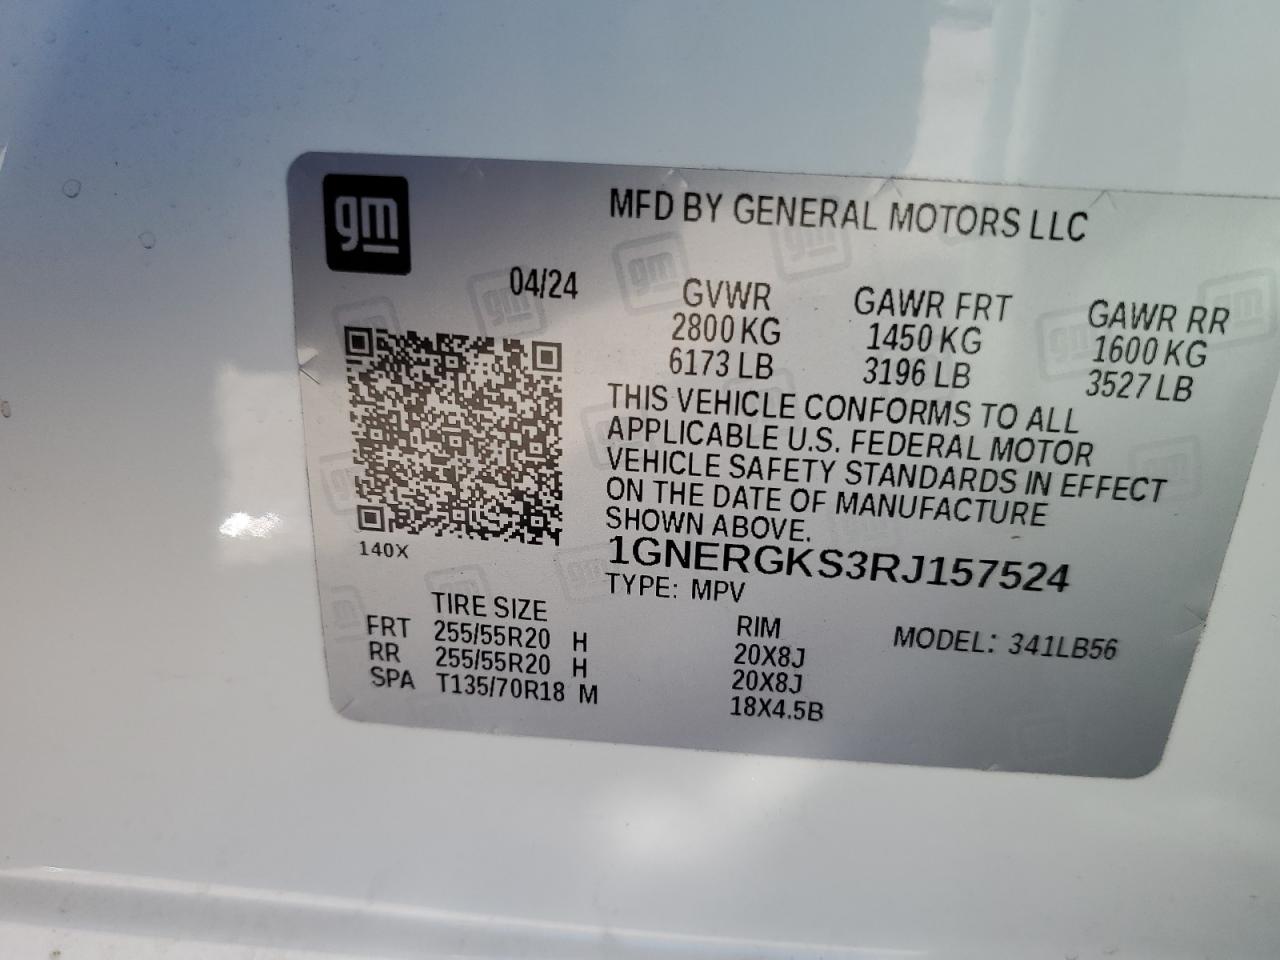 gm
MFD BY GENERAL MOTORS LLC
04/24
GVWR GAWR FRT GAWR RR
2800 KG 1450 KG 1600 KG
6173 LB 3196 LB 3527 LB
THIS VEHICLE CONFORMS TO ALL
APPLICABLE U.S. FEDERAL MOTOR
VEHICLE SAFETY STANDARDS IN EFFECT
ON THE DATE OF MANUFACTURE
SHOWN ABOVE.
140X
1GNERGKS3RJ157524
TYPE: MPV
TIRE SIZE RIM MODEL: 341LB56
FRT 255/55R20 H 20X8J
RR 255/55R20 H 20X8J
SPA T135/70R18 M 18X4.5B